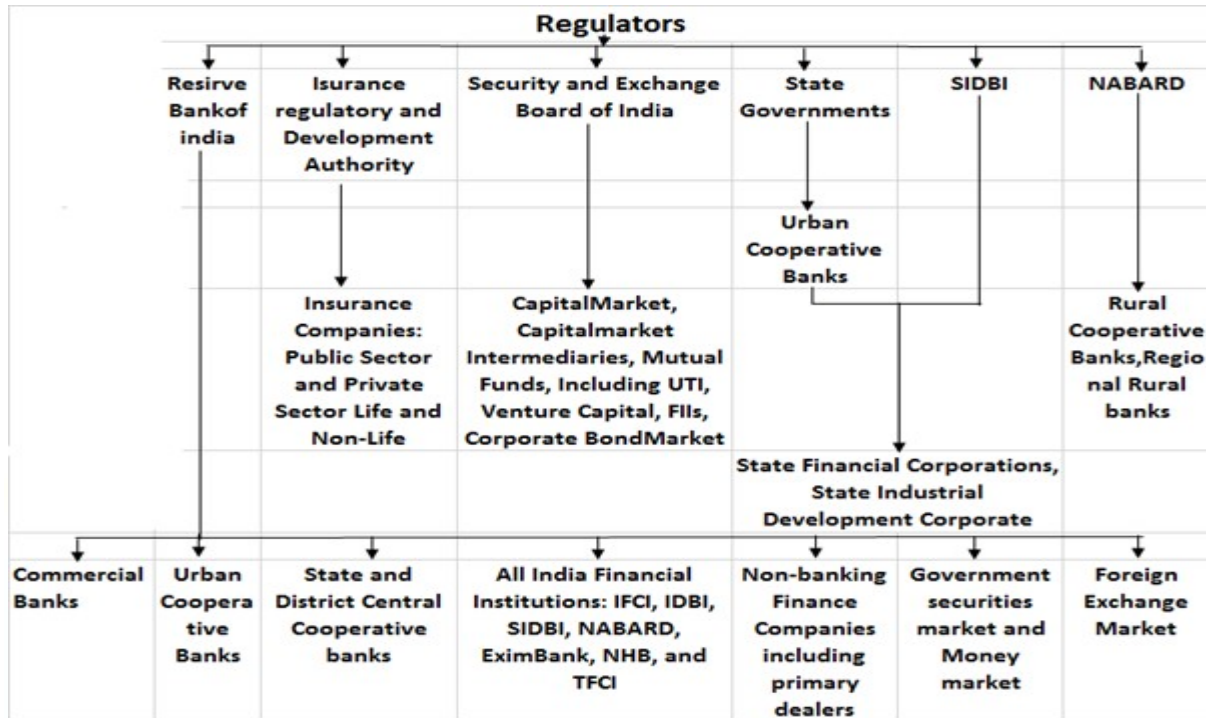 Regulators
Resirve
Bankof
india
Isurance
regulatory and
Development
Authority
Security and Exchange
Board of India
State
Governments
SIDBI
NABARD
Urban
Cooperative
Banks
Insurance
Companies:
Public Sector
and Private
Sector Life and
Non-Life
CapitalMarket,
Capitalmarket
Intermediaries, Mutual
Funds, Including UTI,
Venture Capital, FIIs,
Corporate BondMarket
Rural
Cooperative
Banks,Regio
nal Rural
banks
State Financial Corporations,
State Industrial
Development Corporate
Commercial
Banks
Urban
Coopera
tive
Banks
State and
District Central
Cooperative
banks
All India Financial
Institutions: IFCI, IDBI,
SIDBI, NABARD,
EximBank, NHB, and
TFCI
Non-banking
Finance
Companies
including
primary
dealers
Government
securities
market and
Money
market
Foreign
Exchange
Market